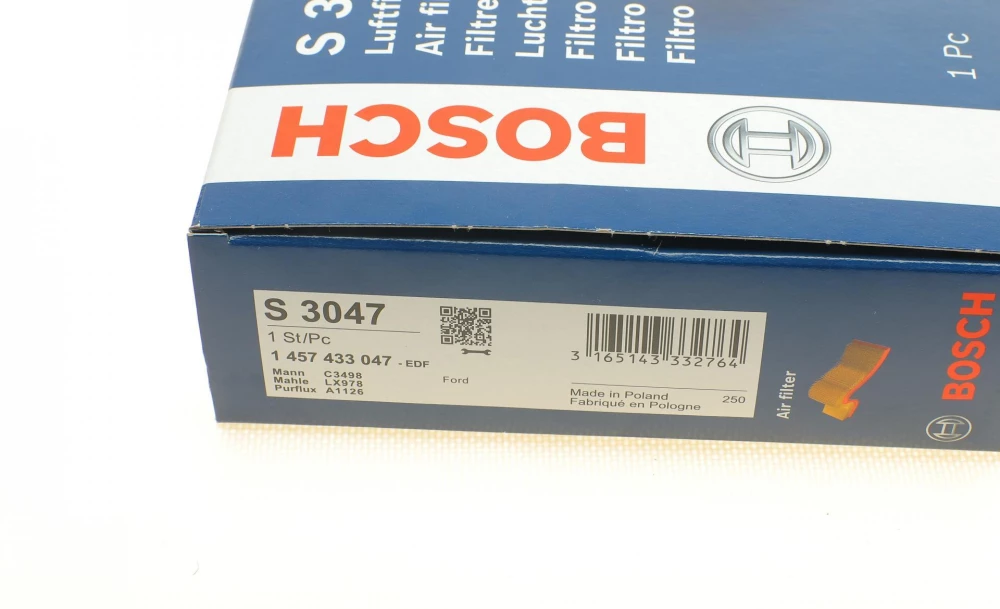 S 3
Luftfi
Air fi
Filtre
Lucht
Filtro
Filtro
Filtro
1 Pc
BOSCH
S 3047
1 St/Pc
1 457 433 047 - EDF
Mann C3498
Mahle LX978
Purflux A1126
Ford
3 165143 332764
Made in Poland
Fabriqué en Pologne
250
Air filter
BOSCH